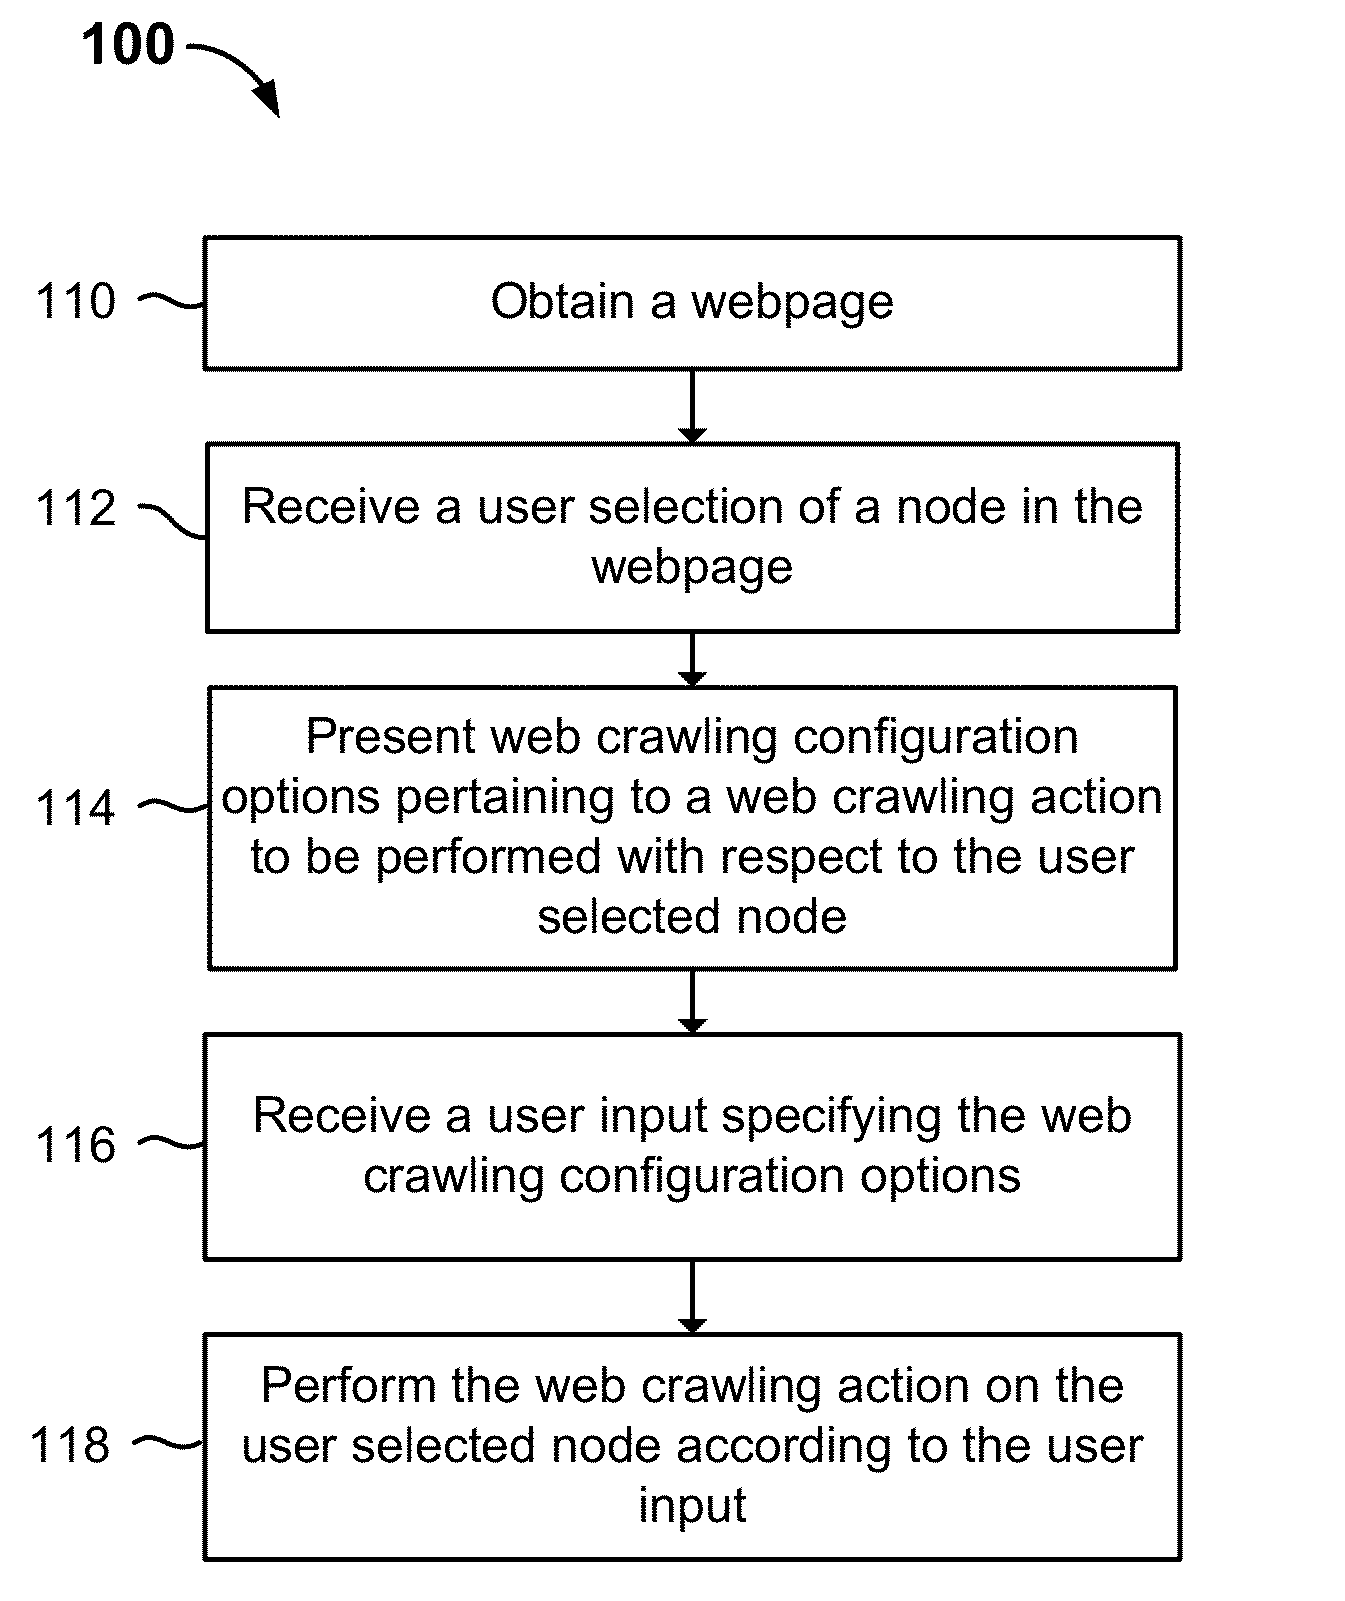 100
110
Obtain a webpage
112
Receive a user selection of a node in the
webpage
114
Present web crawling configuration
options pertaining to a web crawling action
to be performed with respect to the user
selected node
116
Receive a user input specifying the web
crawling configuration options
118
Perform the web crawling action on the
user selected node according to the user
input